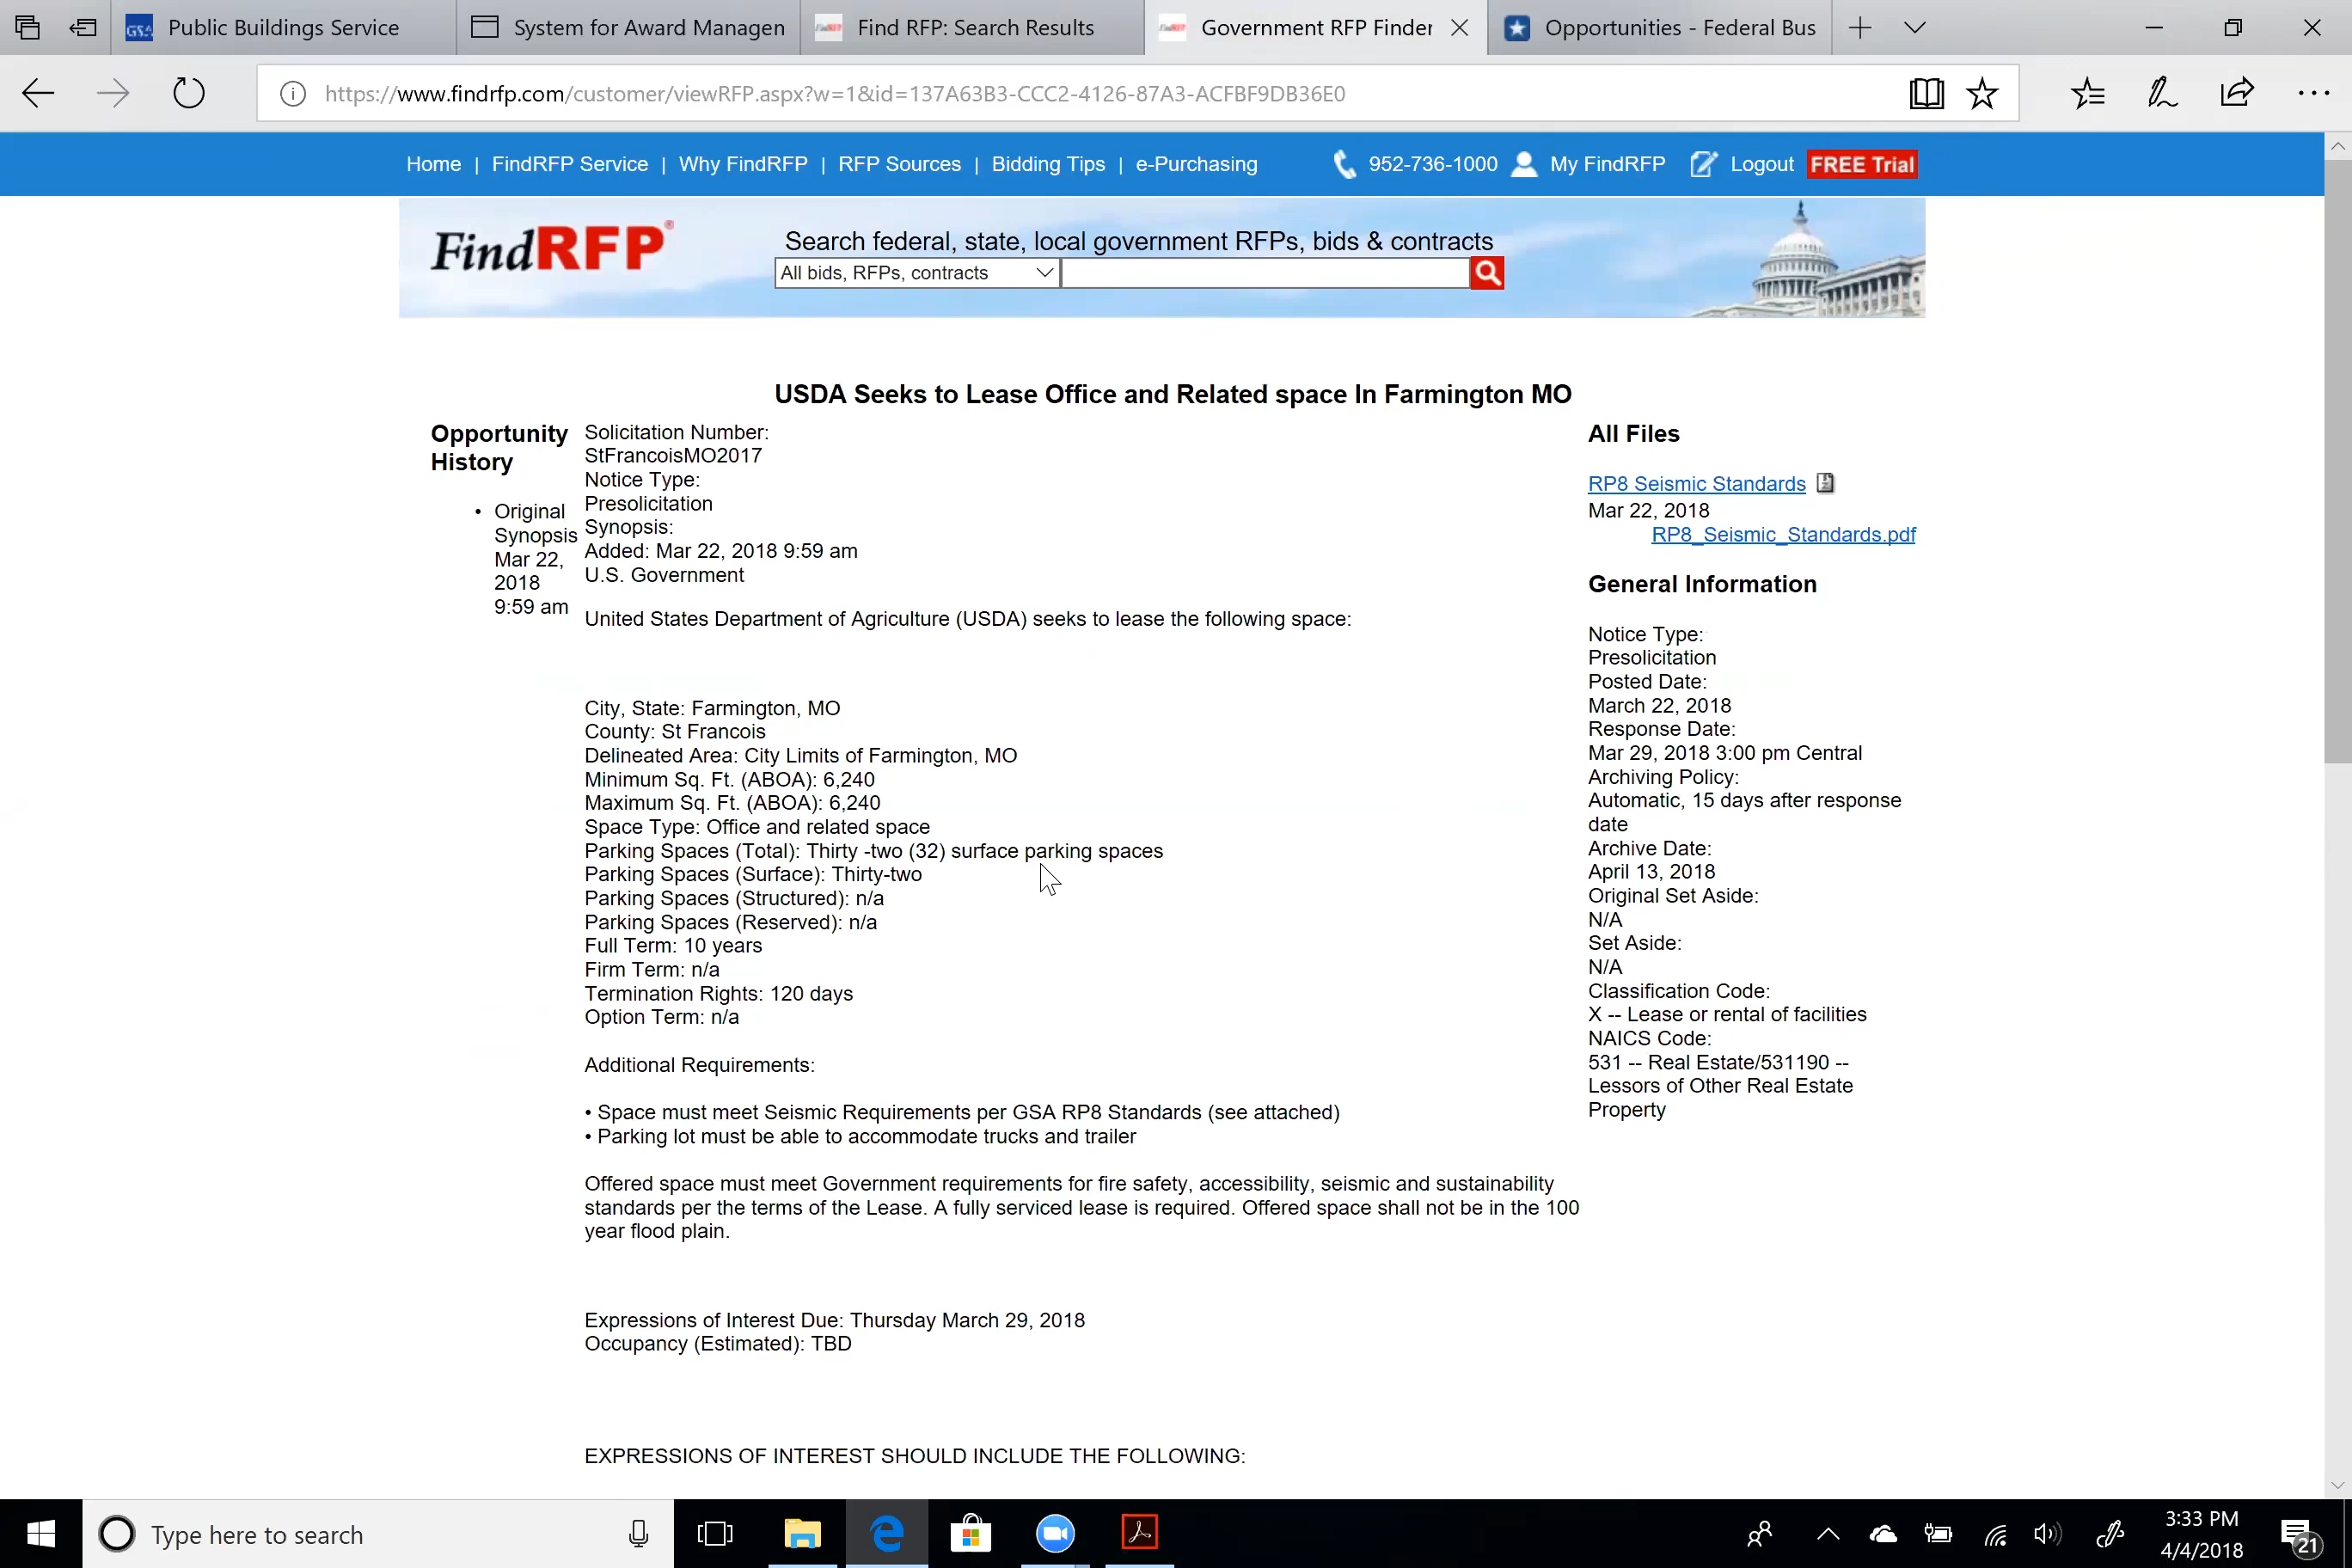 Public Buildings Service
System for Award Managen
Find RFP: Search Results
Government RFP Finder
Opportunities - Federal Bus
https://www.findrfp.com/customer/viewRFP.aspx?w=1&id=137A63B3-CCC2-4126-87A3-ACFBF9DB36E0
Home | FindRFP Service | Why FindRFP | RFP Sources | Bidding Tips | e-Purchasing
952-736-1000 My FindRFP Logout FREE Trial
FindRFP®
Search federal, state, local government RFPs, bids & contracts
All bids, RFPs, contracts
USDA Seeks to Lease Office and Related space In Farmington MO
Opportunity
History
• Original
Synopsis
Mar 22,
2018
9:59 am
Solicitation Number:
StFrancoisMO2017
Notice Type:
Presolicitation
Synopsis:
Added: Mar 22, 2018 9:59 am
U.S. Government
United States Department of Agriculture (USDA) seeks to lease the following space:
City, State: Farmington, MO
County: St Francois
Delineated Area: City Limits of Farmington, MO
Minimum Sq. Ft. (ABOA): 6,240
Maximum Sq. Ft. (ABOA): 6,240
Space Type: Office and related space
Parking Spaces (Total): Thirty -two (32) surface parking spaces
Parking Spaces (Surface): Thirty-two
Parking Spaces (Structured): n/a
Parking Spaces (Reserved): n/a
Full Term: 10 years
Firm Term: n/a
Termination Rights: 120 days
Option Term: n/a
Additional Requirements:
• Space must meet Seismic Requirements per GSA RP8 Standards (see attached)
• Parking lot must be able to accommodate trucks and trailer
Offered space must meet Government requirements for fire safety, accessibility, seismic and sustainability
standards per the terms of the Lease. A fully serviced lease is required. Offered space shall not be in the 100
year flood plain.
Expressions of Interest Due: Thursday March 29, 2018
Occupancy (Estimated): TBD
EXPRESSIONS OF INTEREST SHOULD INCLUDE THE FOLLOWING:
All Files
RP8 Seismic Standards
Mar 22, 2018
RP8_Seismic_Standards.pdf
General Information
Notice Type:
Presolicitation
Posted Date:
March 22, 2018
Response Date:
Mar 29, 2018 3:00 pm Central
Archiving Policy:
Automatic, 15 days after response
date
Archive Date:
April 13, 2018
Original Set Aside:
N/A
Set Aside:
N/A
Classification Code:
X -- Lease or rental of facilities
NAICS Code:
531 -- Real Estate/531190 --
Lessors of Other Real Estate
Property
Type here to search
3:33 PM
4/4/2018
21